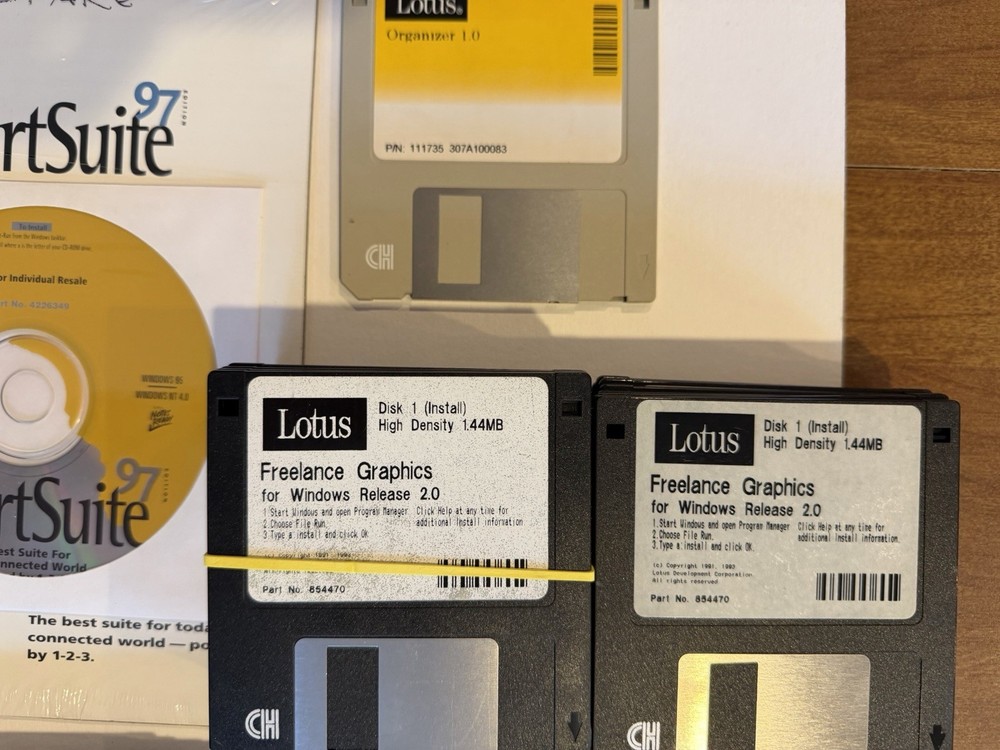 rtSuite 97
EDITION
To Install
or Individual Resale
rt No. 4226349
WINDOWS 95
WINDOWS NT 4.0
rtSuite 97
EDITION
est Suite For
onnected World
The best suite for toda
connected world — po
by 1-2-3.
Lotus®
Organizer 1.0
P/N: 111735 307A100083
Lotus
Disk 1 (Install)
High Density 1.44MB
Freelance Graphics
for Windows Release 2.0
1.Start Windows and open Program Manager
2.Choose File Run.
3.Type a:install and click OK
Click Help at any time for
additional Install information
Part No. 854470
Lotus
Disk 1 (Install)
High Density 1.44MB
Freelance Graphics
for Windows Release 2.0
1.Start Windows and open Program Manager
2.Choose File Run.
3.Type a:install and click OK.
Click Help at any time for
additional Install information.
(c) Copyright 1991, 1992
Lotus Development Corporation.
All rights reserved.
Part No. 854470